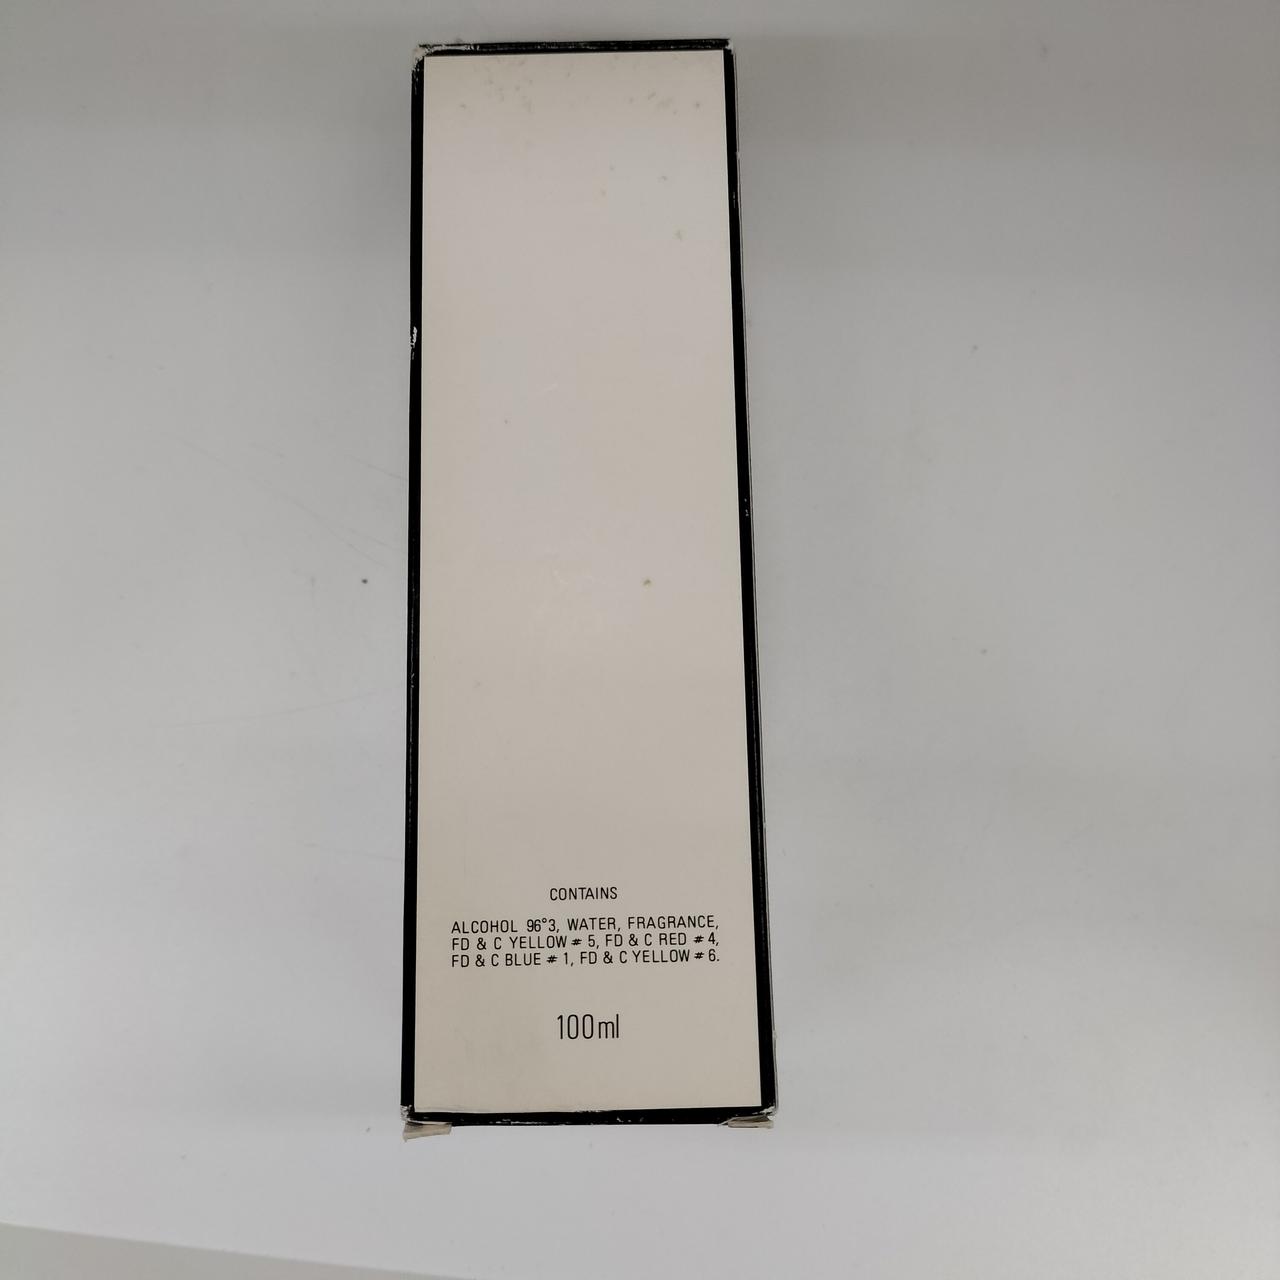 CONTAINS
ALCOHOL 96°3, WATER, FRAGRANCE,
FD & C YELLOW # 5, FD & C RED # 4,
FD & C BLUE # 1, FD & C YELLOW # 6.
100ml